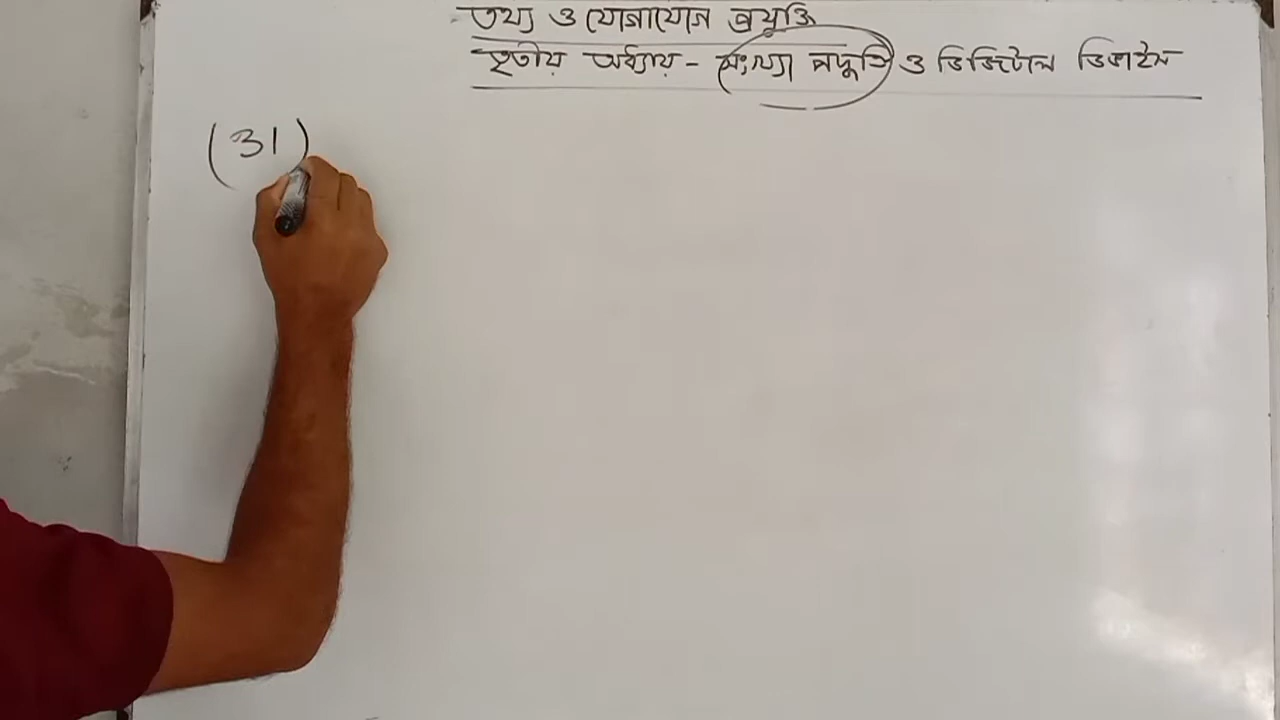 তথ্য ও যোগাযোগ প্রযুক্তি
তৃতীয় অধ্যায় - সংখ্যা পদ্ধতি ও ডিজিটাল ডিভাইস
(31)